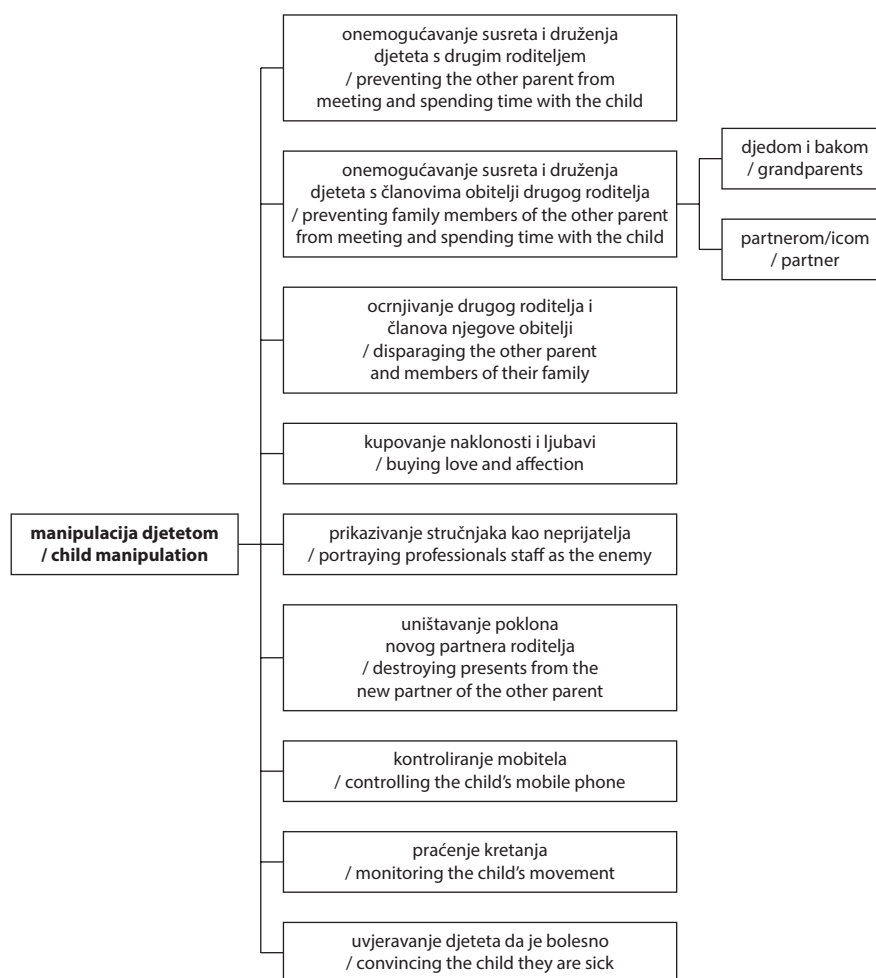 onemogućavanje susreta i druženja
djeteta s drugim roditeljem
/ preventing the other parent from
meeting and spending time with the child
onemogućavanje susreta i druženja
djeteta s članovima obitelji drugog roditelja
/ preventing family members of the other parent
from meeting and spending time with the child
djedom i bakom
/ grandparents
partnerom/icom
/ partner
ocrnjivanje drugog roditelja i
članova njegove obitelji
/ disparaging the other parent
and members of their family
kupovanje naklonosti i ljubavi
/ buying love and affection
manipulacija djetetom
/ child manipulation
prikazivanje stručnjaka kao neprijatelja
/ portraying professionals staff as the enemy
uništavanje poklona
novog partnera roditelja
/ destroying presents from the
new partner of the other parent
kontroliranje mobitela
/ controlling the child’s mobile phone
praćenje kretanja
/ monitoring the child’s movement
uvjeravanje djeteta da je bolesno
/ convincing the child they are sick